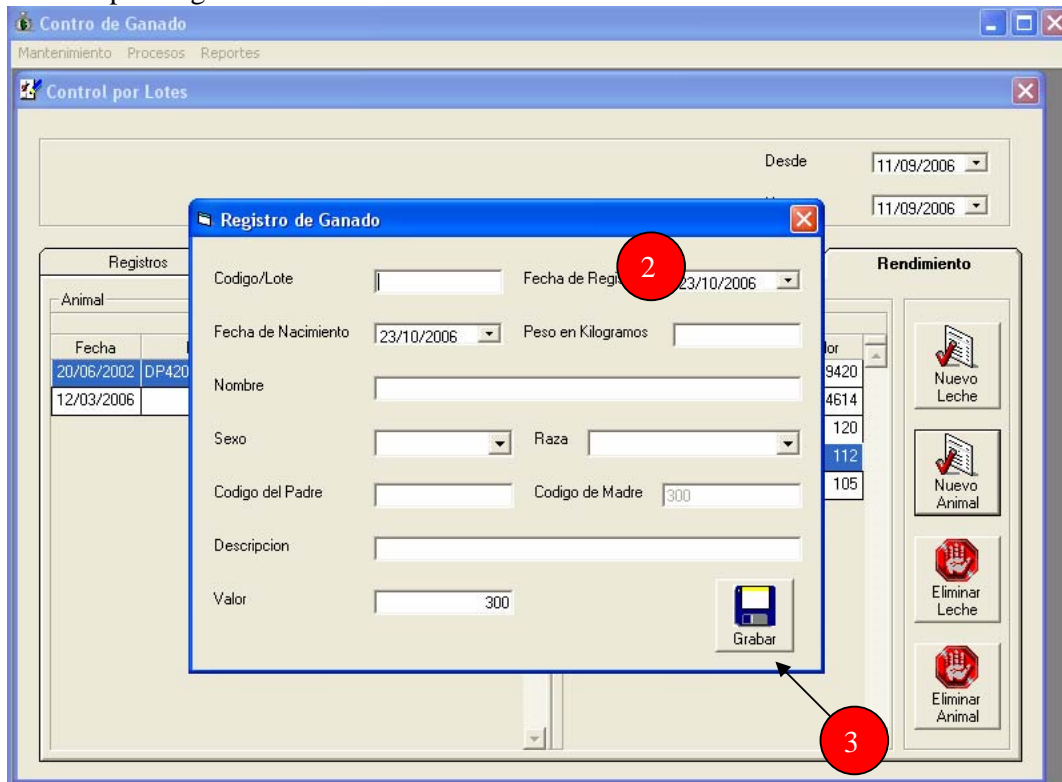 Contro de Ganado
Mantenimiento Procesos Reportes
Control por Lotes
Desde 11/09/2006
11/09/2006
Registros Rendimiento
Animal
Fecha
20/06/2002 DP420 9420
12/03/2006 4614
120
112
105
Registro de Ganado
Codigo/Lote Fecha de 2 23/10/2006
Fecha de Nacimiento 23/10/2006 Peso en Kilogramos
Nombre
Sexo Raza
Codigo del Padre Codigo de Madre 300
Descripcion
Valor 300
Grabar
3
Nuevo
Leche
Nuevo
Animal
Eliminar
Leche
Eliminar
Animal